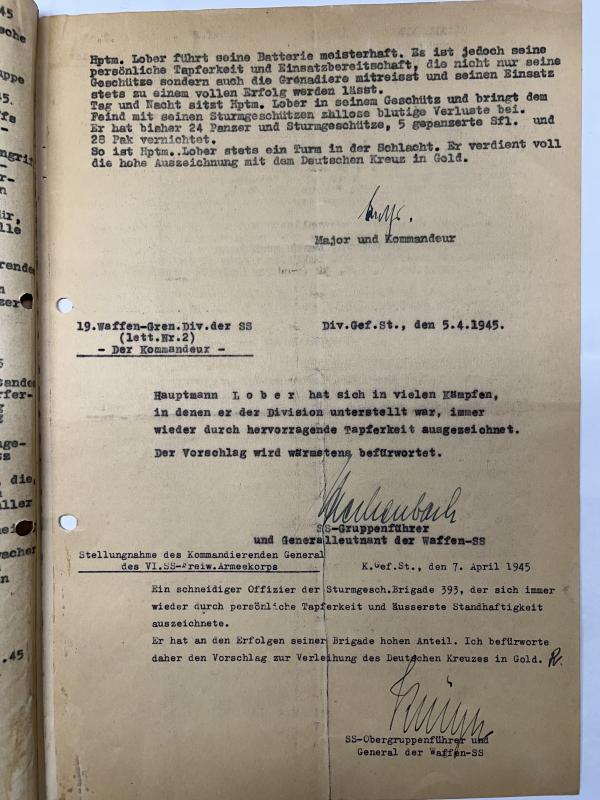 Hptm. Lober führt seine Batterie meisterhaft. Es ist jedoch seine
persönliche Tapferkeit und Einsatzbereitschaft, die nicht nur seine
Geschütze sondern auch die Grenadiere mitreisst und seinen Einsatz
stets zu einem vollen Erfolg werden lässt.
Tag und Nacht sitzt Hptm. Lober in seinem Geschütz und bringt dem
Feind mit seinen Sturmgeschützen zhllose blutige Verluste bei.
Er hat bisher 24 Panzer und Sturmgeschütze, 5 gepanzerte Sfl. und
28 Pak vernichtet.
So ist Hptm..Lober stets ein Turm in der Schlacht. Er verdient voll
die hohe Auszeichnung mit dem Deutschen Kreuz in Gold.
Major und Kommandeur
19.Waffen-Gren.Div.der SS
(lett.Nr.2)
- Der Kommandeur -
Div.Gef.St., den 5.4.1945.
Hauptmann L o b e r hat sich in vielen Kämpfen,
in denen er der Division unterstellt war, immer
wieder durch hervorragende Tapferkeit ausgezeichnet.
Der Vorschlag wird wärmstens befürwortet.
SS-Gruppenführer
und Generalleutnant der Waffen-SS
Stellungnahme des Kommandierenden General
des VI.SS-Freiw.Armeekorps
K.Gef.St., den 7. April 1945
Ein schneidiger Offizier der Sturmgesch.Brigade 393, der sich immer
wieder durch persönliche Tapferkeit und äusserste Standhaftigkeit
auszeichnete.
Er hat an den Erfolgen seiner Brigade hohen Anteil. Ich befürworte
daher den Vorschlag zur Verleihung des Deutschen Kreuzes in Gold.
SS-Obergruppenführer und
General der Waffen-SS